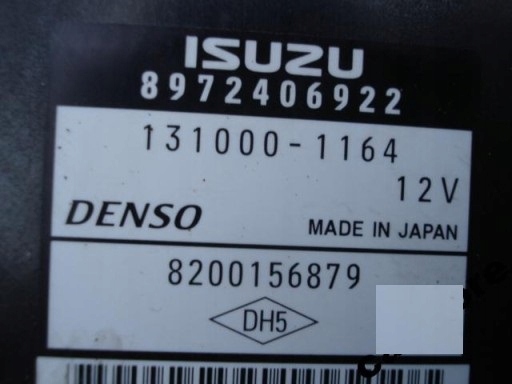 ISUZU
8972406922
131000-1164
12V
DENSO MADE IN JAPAN
8200156879
DH5